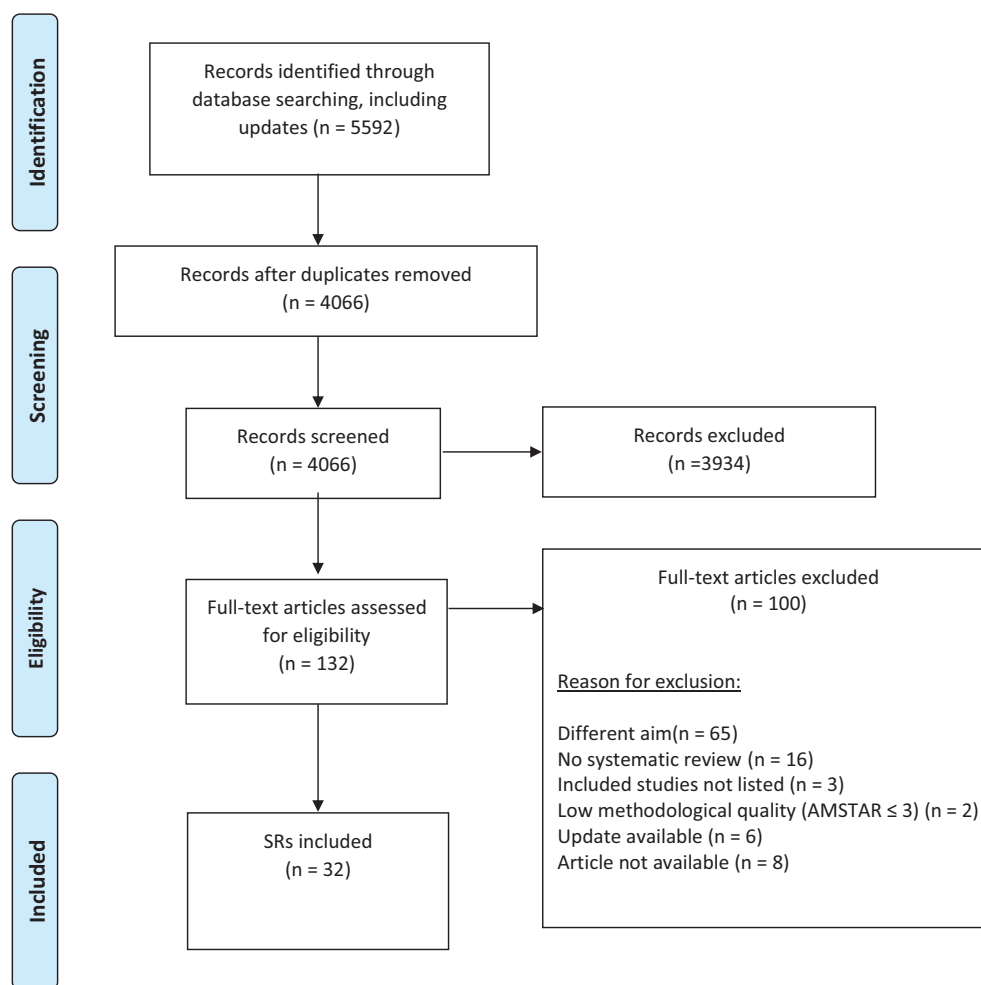 Identification
Records identified through
database searching, including
updates (n = 5592)
Records after duplicates removed
(n = 4066)
Screening
Records screened
(n = 4066)
Records excluded
(n =3934)
Eligibility
Full-text articles assessed
for eligibility
(n = 132)
Full-text articles excluded
(n = 100)
Reason for exclusion:
Different aim(n = 65)
No systematic review (n = 16)
Included studies not listed (n = 3)
Low methodological quality (AMSTAR ≤ 3) (n = 2)
Update available (n = 6)
Article not available (n = 8)
Included
SRs included
(n = 32)